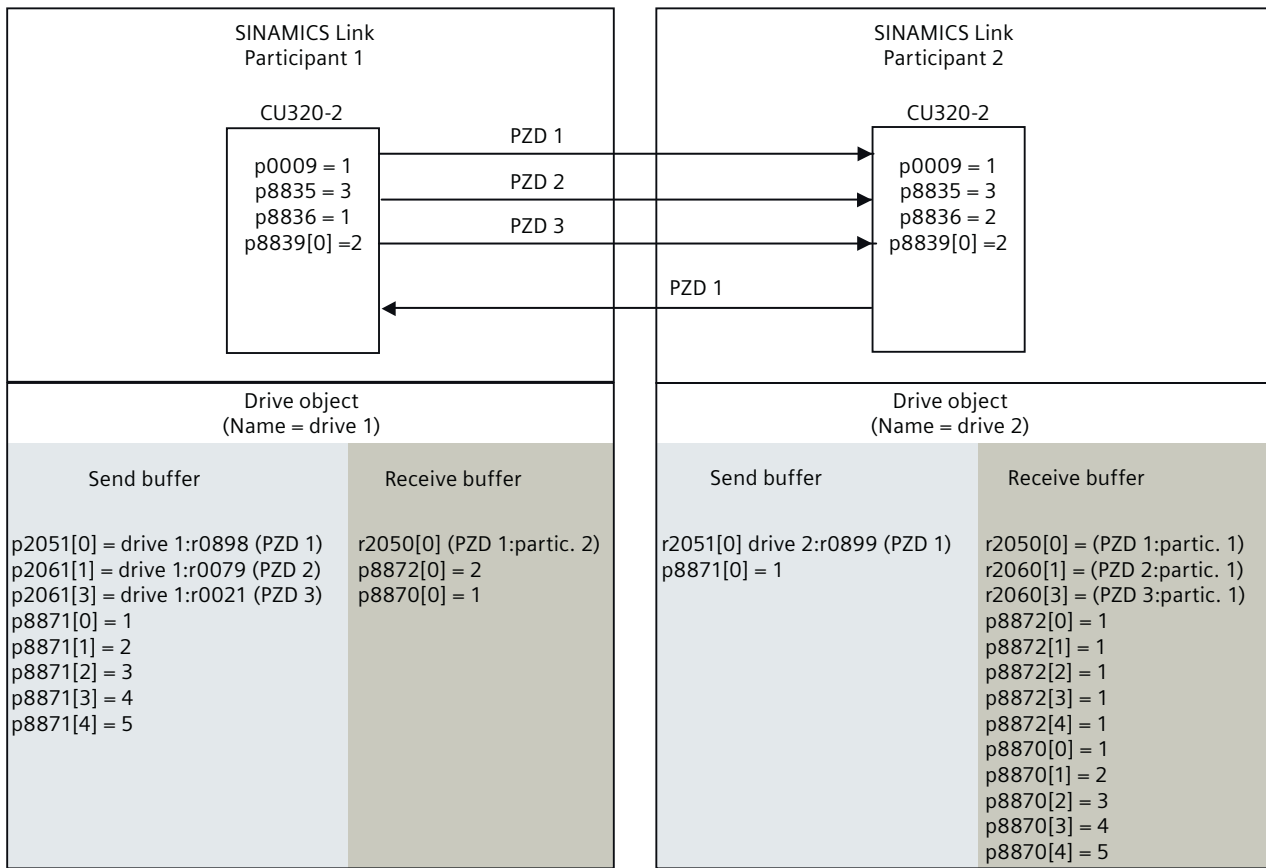 SINAMICS Link
Participant 1
CU320-2
p0009 = 1
p8835 = 3
p8836 = 1
p8839[0] =2
PZD 1
PZD 2
PZD 3
PZD 1
SINAMICS Link
Participant 2
CU320-2
p0009 = 1
p8835 = 3
p8836 = 2
p8839[0] =2
Drive object
(Name = drive 1)
Send buffer
p2051[0] = drive 1:r0898 (PZD 1)
p2061[1] = drive 1:r0079 (PZD 2)
p2061[3] = drive 1:r0021 (PZD 3)
p8871[0] = 1
p8871[1] = 2
p8871[2] = 3
p8871[3] = 4
p8871[4] = 5
Receive buffer
r2050[0] (PZD 1:partic. 2)
p8872[0] = 2
p8870[0] = 1
Drive object
(Name = drive 2)
Send buffer
r2051[0] drive 2:r0899 (PZD 1)
p8871[0] = 1
Receive buffer
r2050[0] = (PZD 1:partic. 1)
r2060[1] = (PZD 2:partic. 1)
r2060[3] = (PZD 3:partic. 1)
p8872[0] = 1
p8872[1] = 1
p8872[2] = 1
p8872[3] = 1
p8872[4] = 1
p8870[0] = 1
p8870[1] = 2
p8870[2] = 3
p8870[3] = 4
p8870[4] = 5